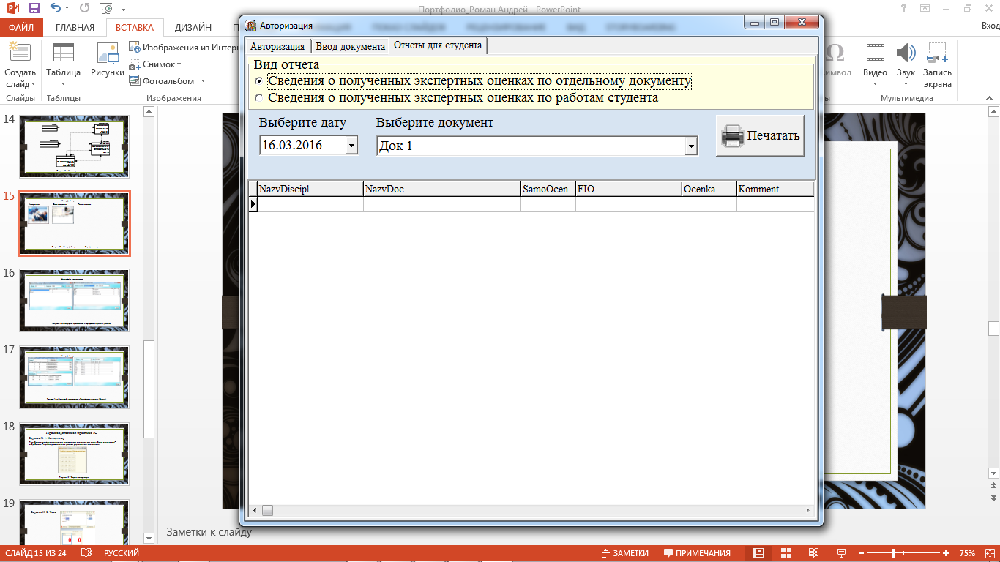 Портфолио_Роман Андрей - PowerPoint
ФАЙЛ
ГЛАВНАЯ
ВСТАВКА
ДИЗАЙН
Вход
Создать
слайд
Слайды
Таблица
Таблицы
Рисунки
Изображения из Интерн
Снимок
Фотоальбом
Изображения
Видео
Звук
Запись
экрана
Мультимедиа
Авторизация
Авторизация
Ввод документа
Отчеты для студента
Вид отчета
Сведения о полученных экспертных оценках по отдельному документу
Сведения о полученных экспертных оценках по работам студента
Выберите дату
Выберите документ
16.03.2016
Док 1
Печатать
NazvDiscipl
NazvDoc
SamoOcen
FIO
Ocenka
Komment
14
15
16
17
18
19
Заметки к слайду
СЛАЙД 15 ИЗ 24
РУССКИЙ
ЗАМЕТКИ
ПРИМЕЧАНИЯ
75%